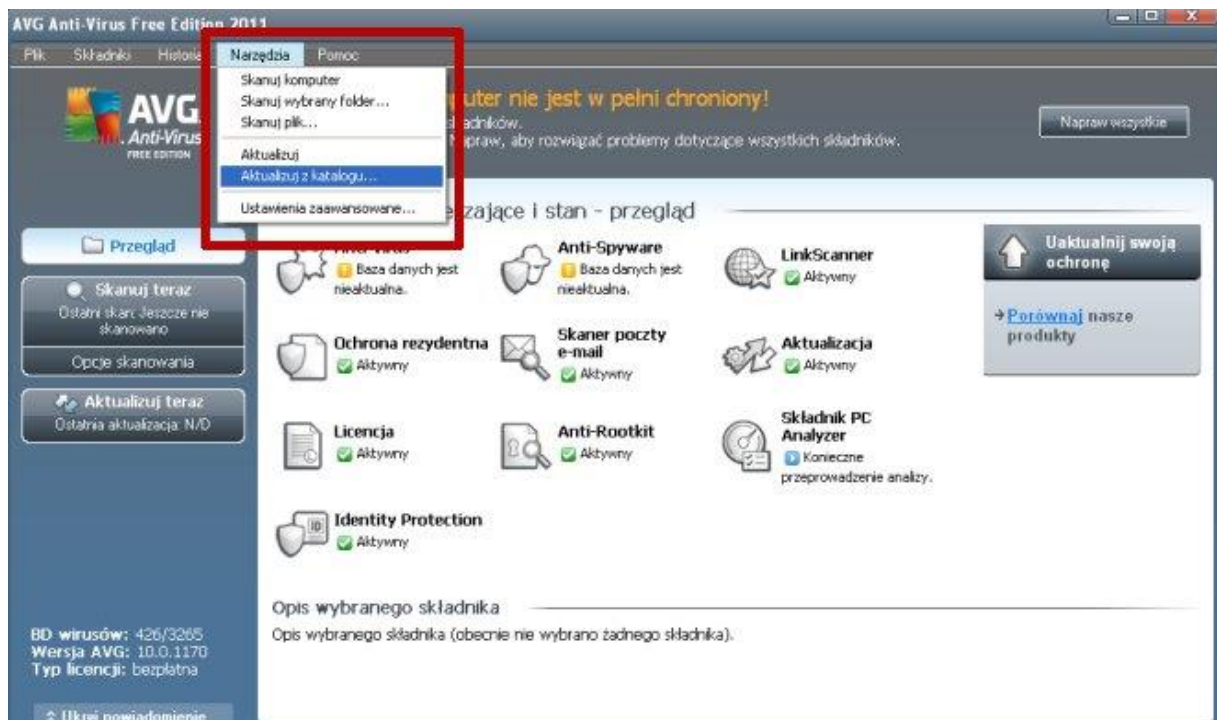 AVG Anti-Virus Free Edition 2011
Plik Składniki Historia Narzędzia Pomoc
Skanuj komputer
Skanuj wybrany folder...
Skanuj plik...
Aktualizuj
Aktualizuj z katalogu...
Ustawienia zaawansowane...
AVG
Anti-Virus
FREE EDITION
uter nie jest w pełni chroniony!
adników.
Napraw, aby rozwiązać problemy dotyczące wszystkich składników.
Napraw wszystkie
zające i stan - przegląd
Przegląd
Skanuj teraz
Ostatni skan: Jeszcze nie
skanowano
Opcje skanowania
Aktualizuj teraz
Ostatnia aktualizacja: N/D
Anti-Virus
Baza danych jest
nieaktualna.
Anti-Spyware
Baza danych jest
nieaktualna.
LinkScanner
Aktywny
Ochrona rezydentna
Aktywny
Skaner poczty
e-mail
Aktywny
Aktualizacja
Aktywny
Licencja
Aktywny
Anti-Rootkit
Aktywny
Składnik PC
Analyzer
Konieczne
przeprowadzenie analizy.
Identity Protection
Aktywny
Uaktualnij swoją
ochronę
Porównaj nasze
produkty
Opis wybranego składnika
Opis wybranego składnika (obecnie nie wybrano żadnego składnika).
BD wirusów: 426/3265
Wersja AVG: 10.0.1170
Typ licencji: bezpłatna
Ukryj powiadomienie